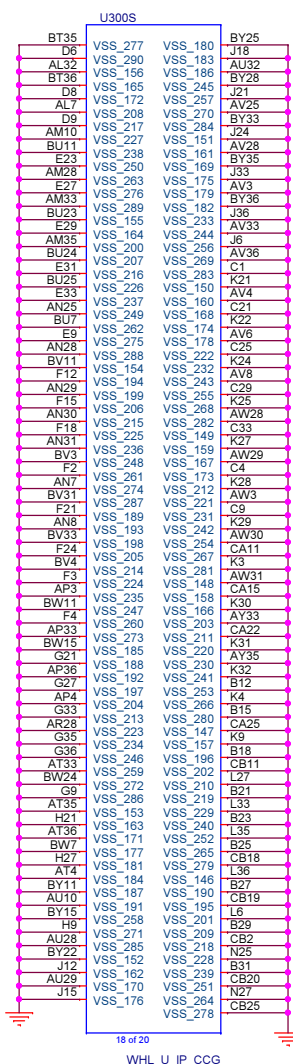 U300S
BT35 VSS_277 VSS_180 BY25
D6 VSS_290 VSS_183 J18
AL32 VSS_156 VSS_186 AU32
BT36 VSS_165 VSS_245 BY28
D8 VSS_172 VSS_257 J21
AL7 VSS_208 VSS_270 AV25
D9 VSS_217 VSS_284 BY33
AM10 VSS_227 VSS_151 J24
BU11 VSS_238 VSS_161 AV28
E23 VSS_250 VSS_169 BY35
AM28 VSS_263 VSS_175 J33
E27 VSS_276 VSS_179 AV3
AM33 VSS_289 VSS_182 BY36
BU23 VSS_155 VSS_233 J36
E29 VSS_164 VSS_244 AV33
AM35 VSS_200 VSS_256 J6
BU24 VSS_207 VSS_269 AV36
E31 VSS_216 VSS_283 C1
BU25 VSS_226 VSS_150 K21
E33 VSS_237 VSS_160 AV4
AN25 VSS_249 VSS_168 C21
BU7 VSS_262 VSS_174 K22
E9 VSS_275 VSS_178 AV6
AN28 VSS_288 VSS_222 C25
BV11 VSS_154 VSS_232 K24
F12 VSS_194 VSS_243 AV8
AN29 VSS_199 VSS_255 C29
F15 VSS_206 VSS_268 K25
AN30 VSS_215 VSS_282 AW28
F18 VSS_225 VSS_149 C33
AN31 VSS_236 VSS_159 K27
BV3 VSS_248 VSS_167 AW29
F2 VSS_261 VSS_173 C4
AN7 VSS_274 VSS_212 K28
BV31 VSS_287 VSS_221 AW3
F21 VSS_189 VSS_231 C9
AN8 VSS_193 VSS_242 K29
BV33 VSS_198 VSS_254 AW30
F24 VSS_205 VSS_267 CA11
BV4 VSS_214 VSS_281 K3
F3 VSS_224 VSS_148 AW31
AP3 VSS_235 VSS_158 CA15
BW11 VSS_247 VSS_166 K30
F4 VSS_260 VSS_203 AY33
AP33 VSS_273 VSS_211 CA22
BW15 VSS_185 VSS_220 K31
G21 VSS_188 VSS_230 AY35
AP36 VSS_192 VSS_241 K32
G27 VSS_197 VSS_253 B12
AP4 VSS_204 VSS_266 K4
G33 VSS_213 VSS_280 B15
AR28 VSS_223 VSS_147 CA25
G35 VSS_234 VSS_157 K9
G36 VSS_246 VSS_196 B18
AT33 VSS_259 VSS_202 CB11
BW24 VSS_272 VSS_210 L27
G9 VSS_286 VSS_219 B21
AT35 VSS_153 VSS_229 L33
H21 VSS_163 VSS_240 B23
AT36 VSS_171 VSS_252 L35
BW7 VSS_177 VSS_265 B25
H27 VSS_181 VSS_279 CB18
AT4 VSS_184 VSS_146 L36
BY11 VSS_187 VSS_190 B27
AU10 VSS_191 VSS_195 CB19
BY15 VSS_258 VSS_201 L6
H9 VSS_271 VSS_209 B29
AU28 VSS_285 VSS_218 CB2
BY22 VSS_152 VSS_228 N25
J12 VSS_162 VSS_239 B31
AU29 VSS_170 VSS_251 CB20
J15 VSS_176 VSS_264 N27
VSS_278 CB25
18 of 20
WHL_U_IP_CCG